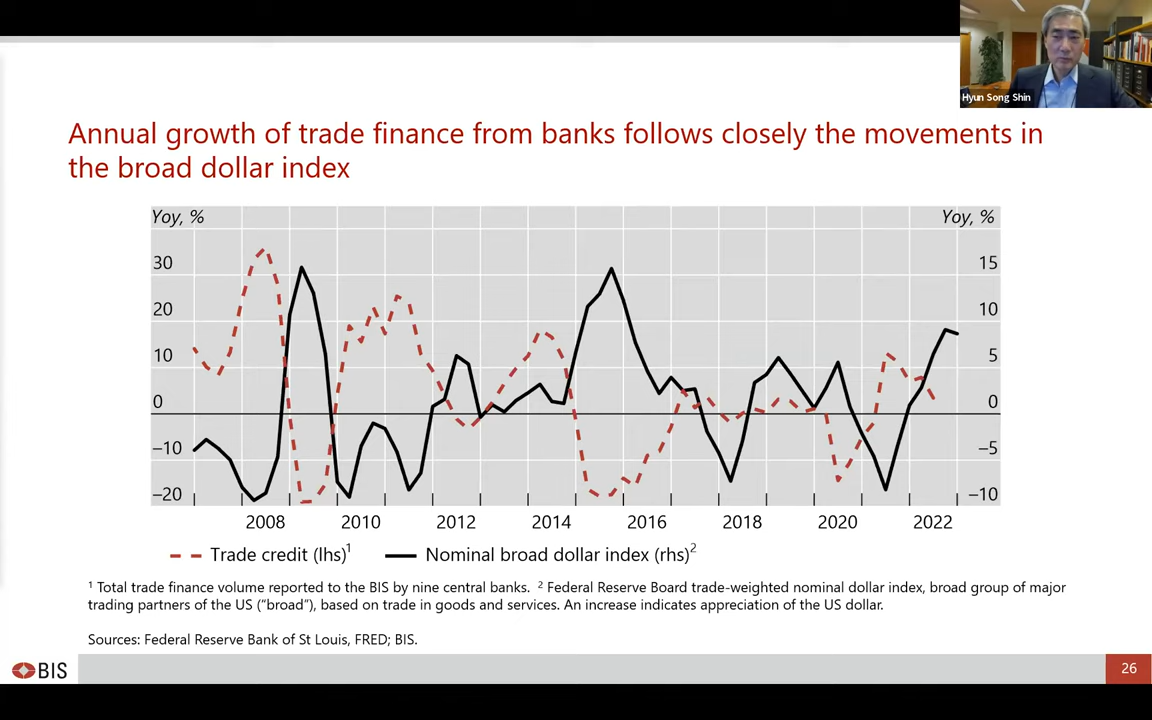 Hyun Song Shin
Annual growth of trade finance from banks follows closely the movements in
the broad dollar index
Yoy, %
Yoy, %
30
15
20
10
10
5
0
0
–10
–5
–20
–10
2008
2010
2012
2014
2016
2018
2020
2022
Trade credit (lhs)1
Nominal broad dollar index (rhs)2
1 Total trade finance volume reported to the BIS by nine central banks. 2 Federal Reserve Board trade-weighted nominal dollar index, broad group of major
trading partners of the US (“broad”), based on trade in goods and services. An increase indicates appreciation of the US dollar.
Sources: Federal Reserve Bank of St Louis, FRED; BIS.
BIS
26